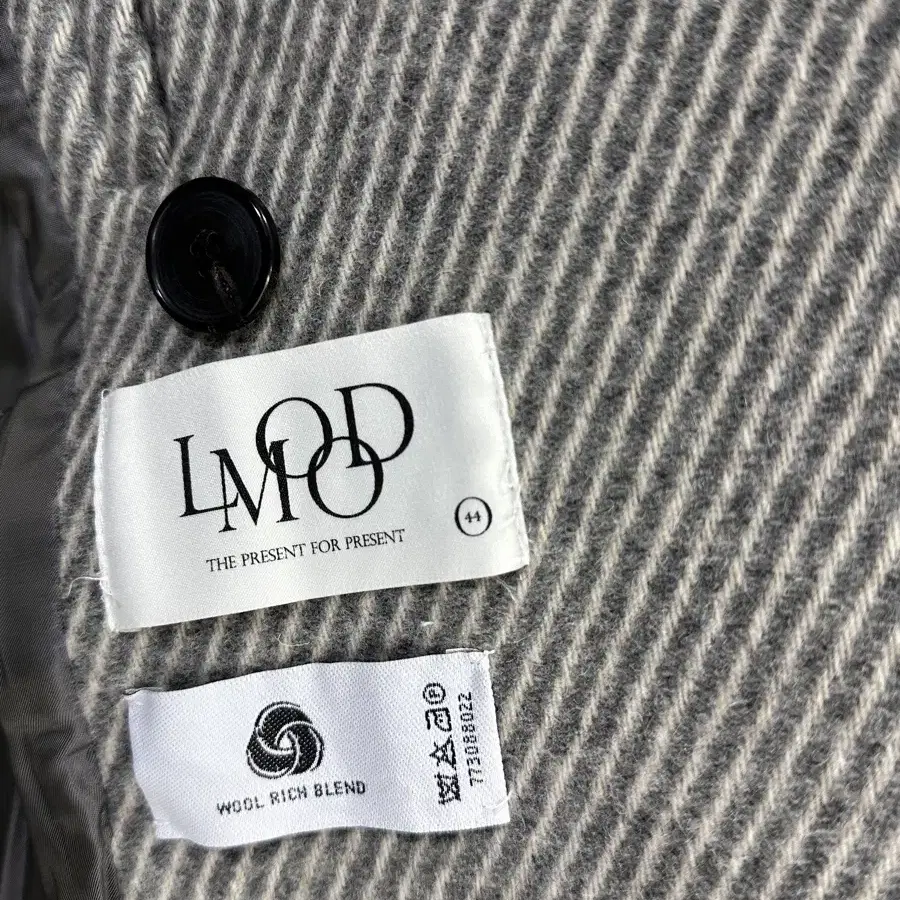 LMOOD
THE PRESENT FOR PRESENT
44
WOOL RICH BLEND
773088022